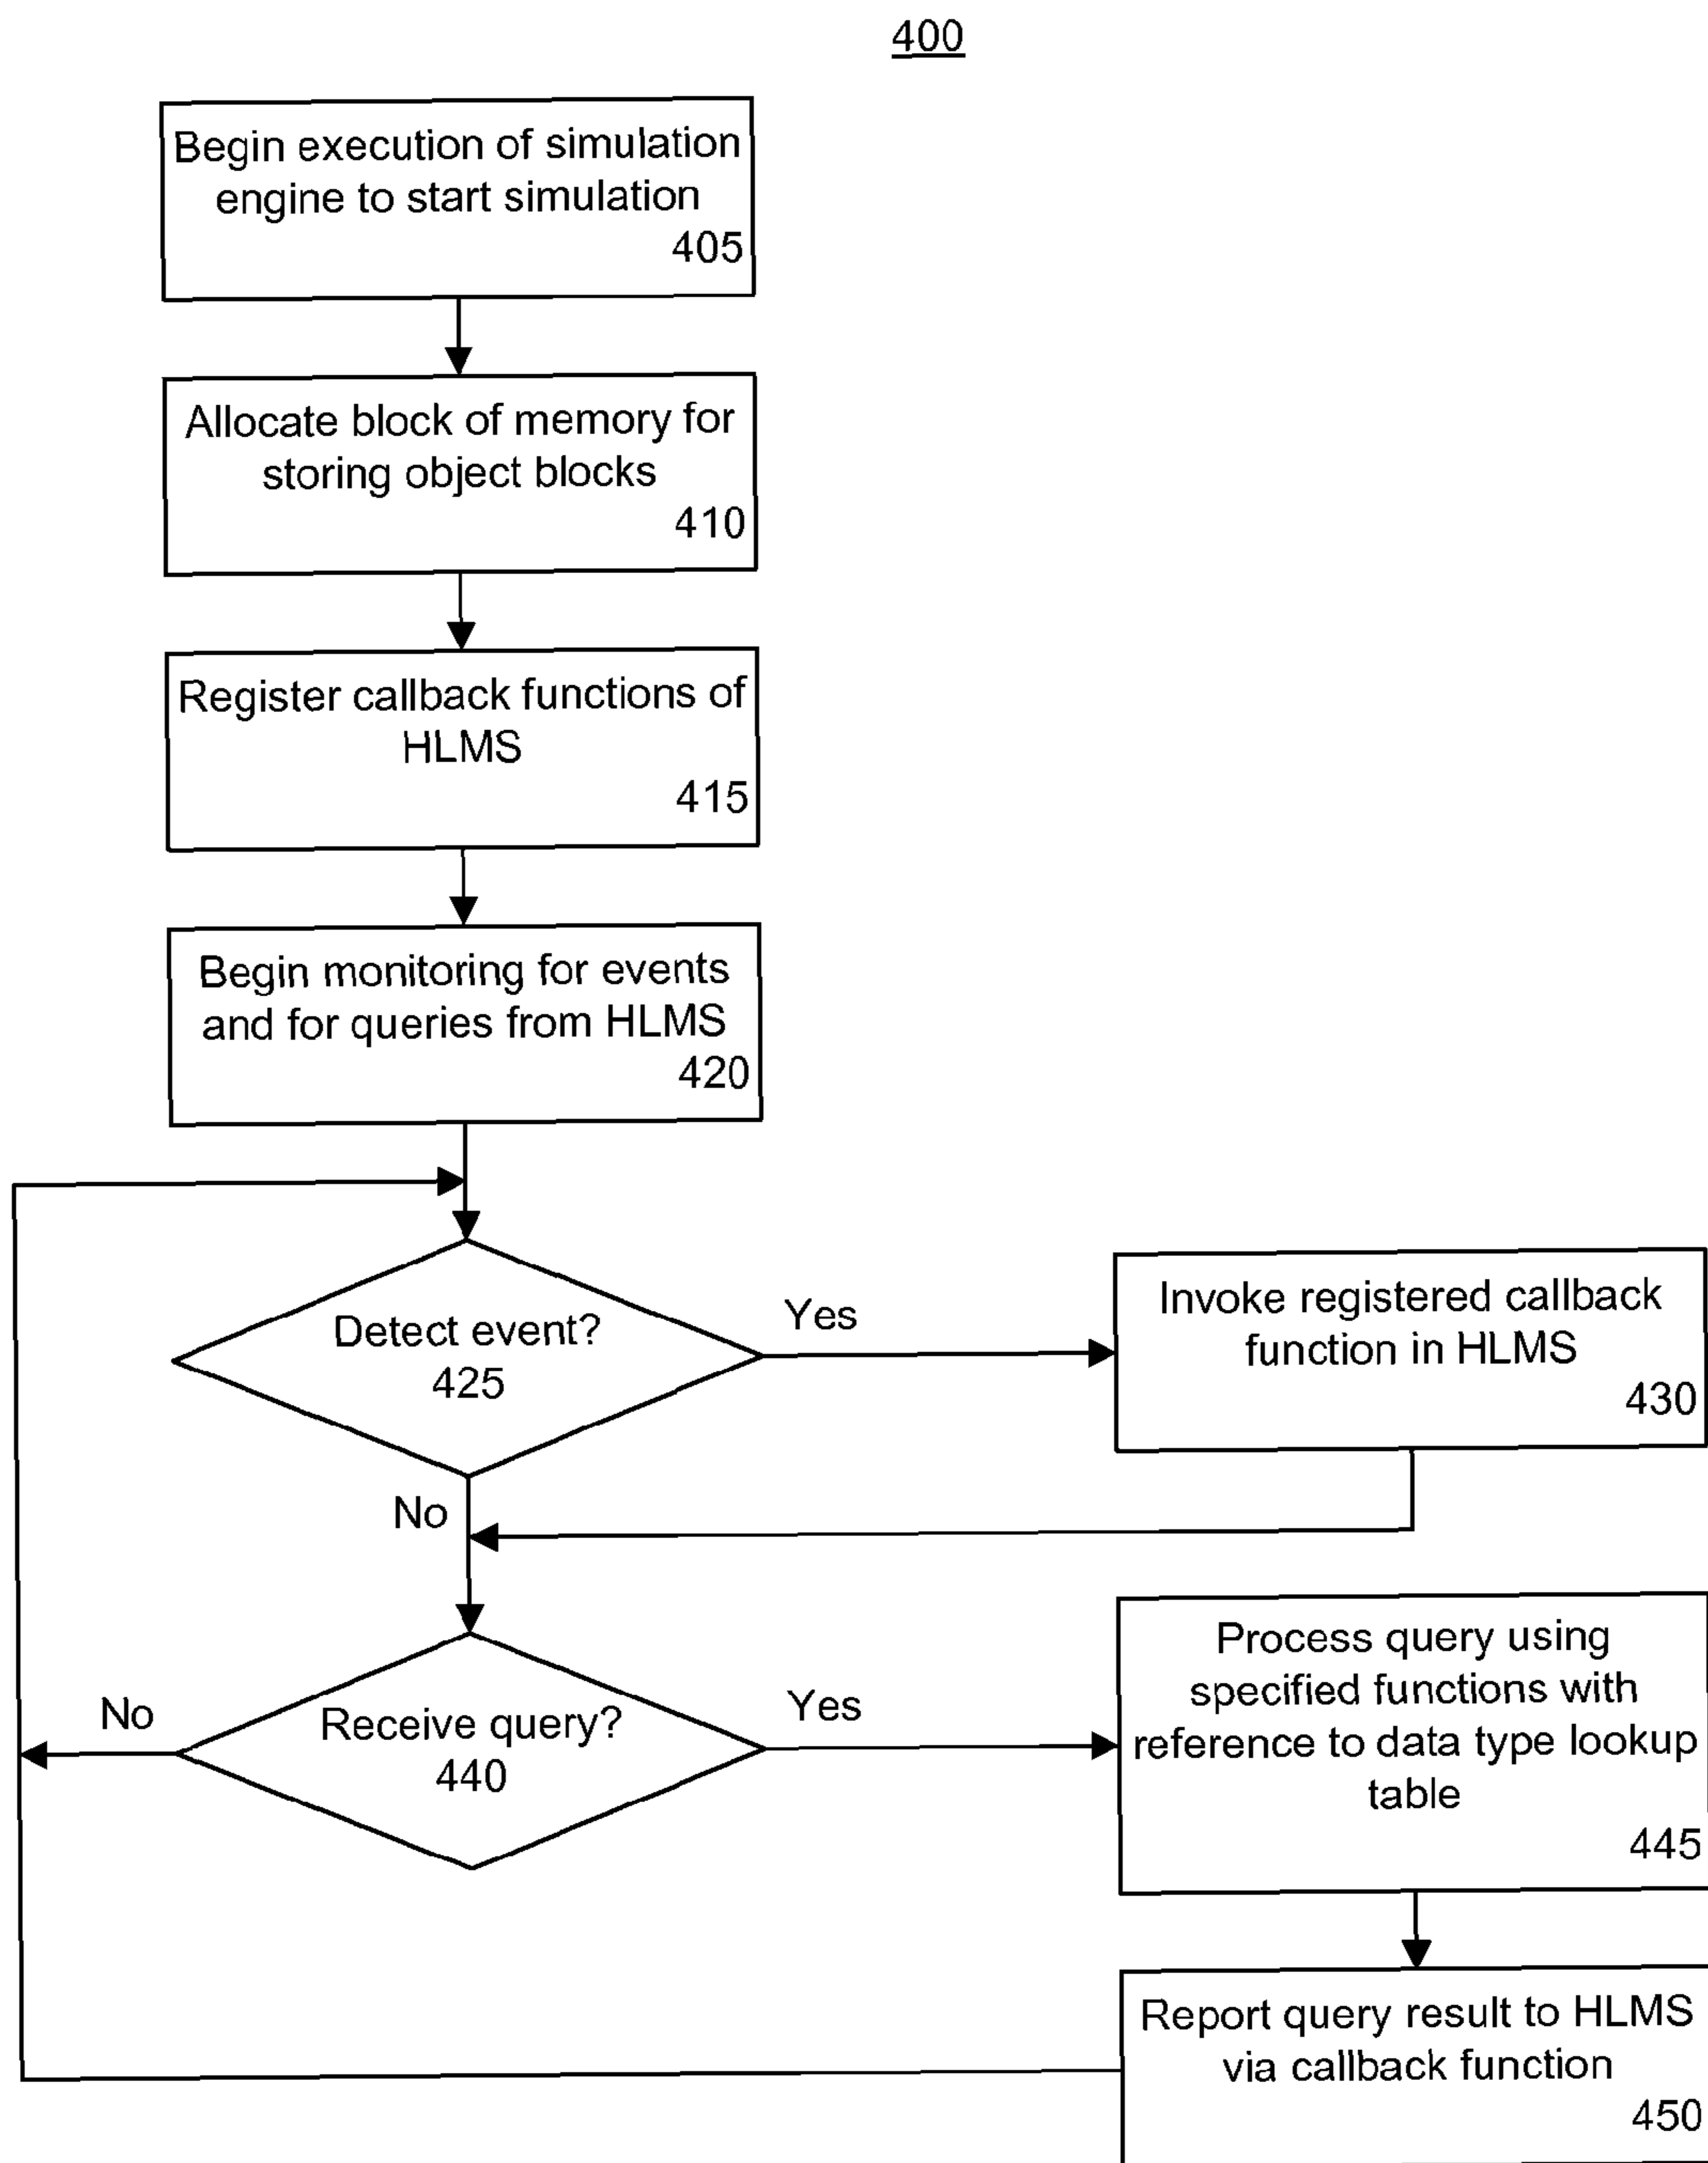 400
Begin execution of simulation
engine to start simulation
405
Allocate block of memory for
storing object blocks
410
Register callback functions of
HLMS
415
Begin monitoring for events
and for queries from HLMS
420
Detect event?
425
Yes
Invoke registered callback
function in HLMS
430
No
Receive query?
440
No
Yes
Process query using
specified functions with
reference to data type lookup
table
445
Report query result to HLMS
via callback function
450